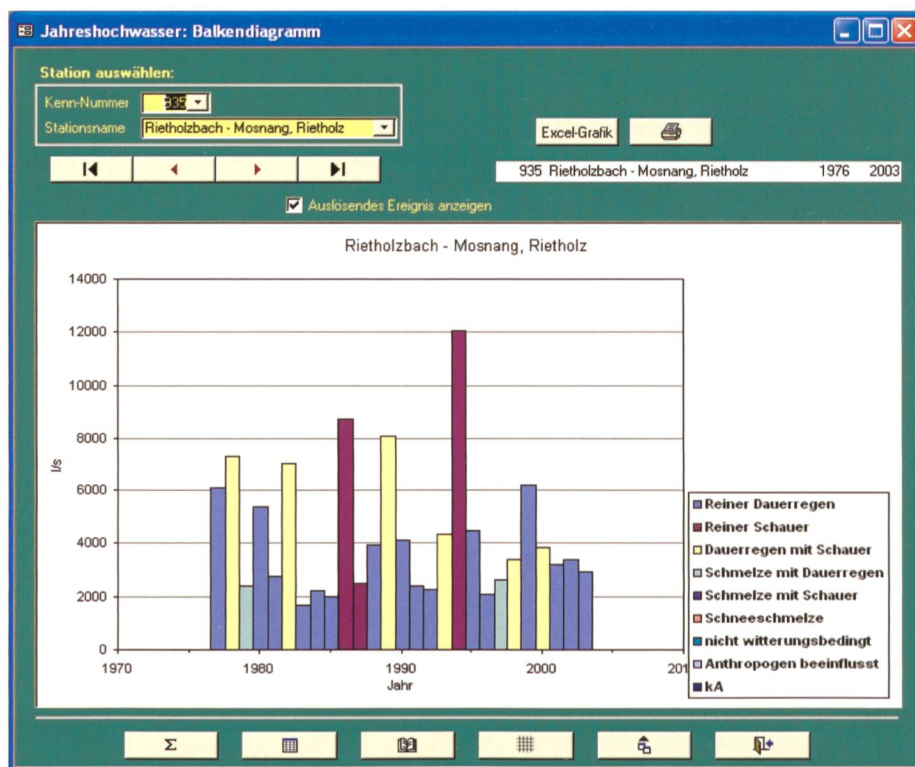 Jahreshochwasser: Balkendiagramm
Station auswählen:
Kenn-Nummer 935
Stationsname Rietholzbach - Mosnang, Rietholz
Excel-Grafik
935 Rietholzbach - Mosnang, Rietholz 1976 2003
Auslösendes Ereignis anzeigen
Rietholzbach - Mosnang, Rietholz
14000
12000
10000
8000
6000
4000
2000
0
l/s
1970 1980 1990 2000 201
Jahr
Reiner Dauerregen
Reiner Schauer
Dauerregen mit Schauer
Schmelze mit Dauerregen
Schmelze mit Schauer
Schneeschmelze
nicht witterungsbedingt
Anthropogen beeinflusst
kA
Σ